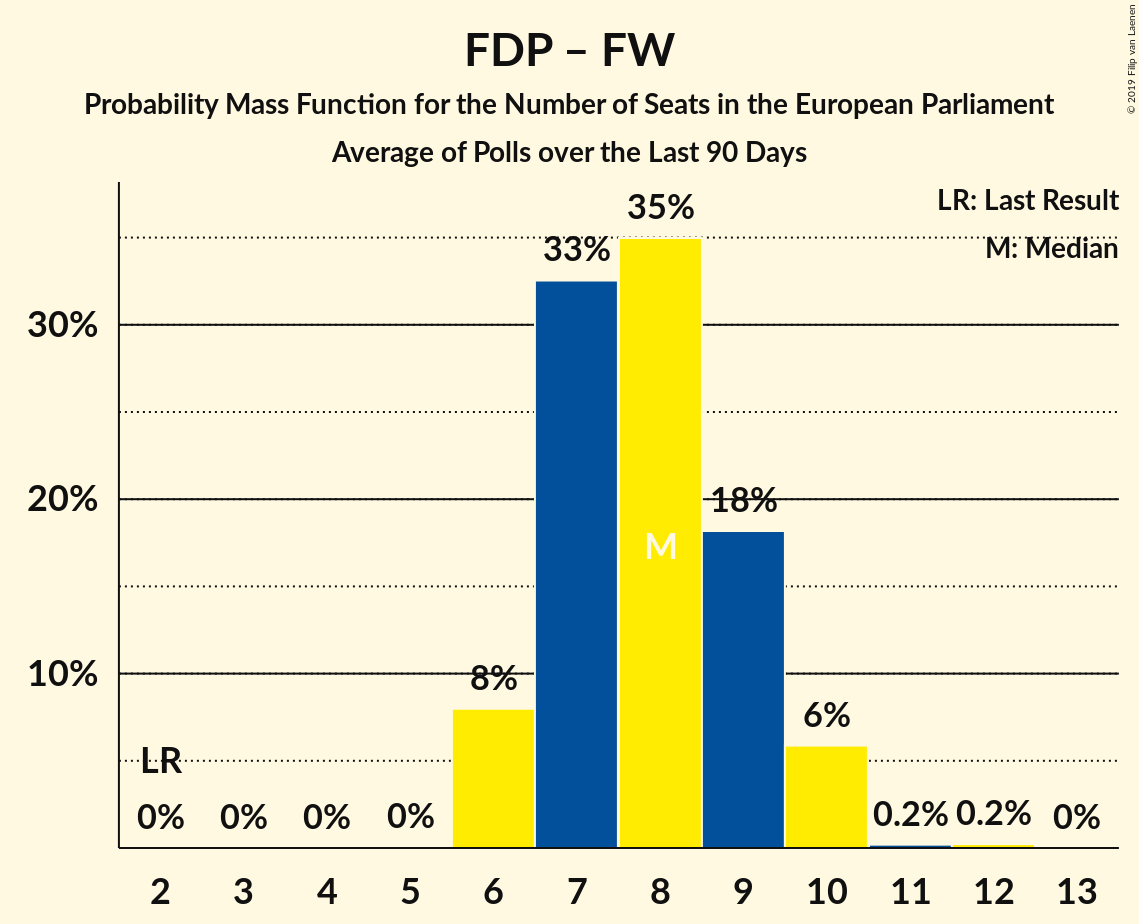 FDP – FW
Probability Mass Function for the Number of Seats in the European Parliament
Average of Polls over the Last 90 Days
© 2019 Filip van Laenen
LR: Last Result
M: Median
35%
33%
30%
20%
18%
M
10%
8%
6%
LR
0% 0% 0% 0% 0.2% 0.2% 0%
2 3 4 5 6 7 8 9 10 11 12 13